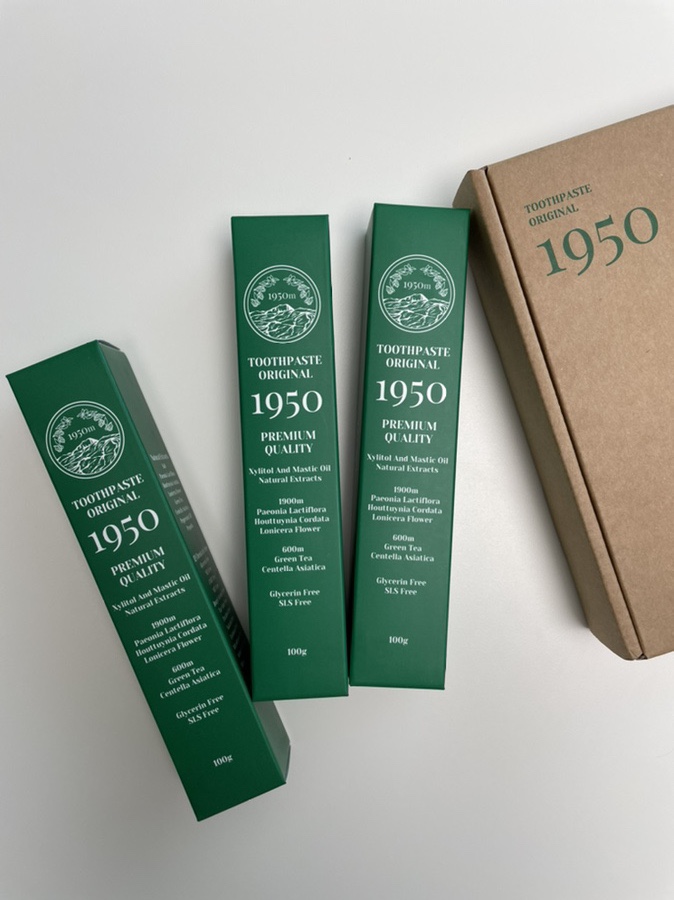 1950m
TOOTHPASTE
ORIGINAL
1950
PREMIUM
QUALITY
Xylitol And Mastic Oil
Natural Extracts
1900m
Paeonia Lactiflora
Houttuynia Cordata
Lonicera Flower
600m
Green Tea
Centella Asiatica
Glycerin Free
SLS Free
100g
1950m
TOOTHPASTE
ORIGINAL
1950
PREMIUM
QUALITY
Xylitol And Mastic Oil
Natural Extracts
1900m
Paeonia Lactiflora
Houttuynia Cordata
Lonicera Flower
600m
Green Tea
Centella Asiatica
Glycerin Free
SLS Free
100g
1950m
TOOTHPASTE
ORIGINAL
1950
PREMIUM
QUALITY
Xylitol And Mastic Oil
Natural Extracts
1900m
Paeonia Lactiflora
Houttuynia Cordata
Lonicera Flower
600m
Green Tea
Centella Asiatica
Glycerin Free
SLS Free
100g
TOOTHPASTE
ORIGINAL
1950